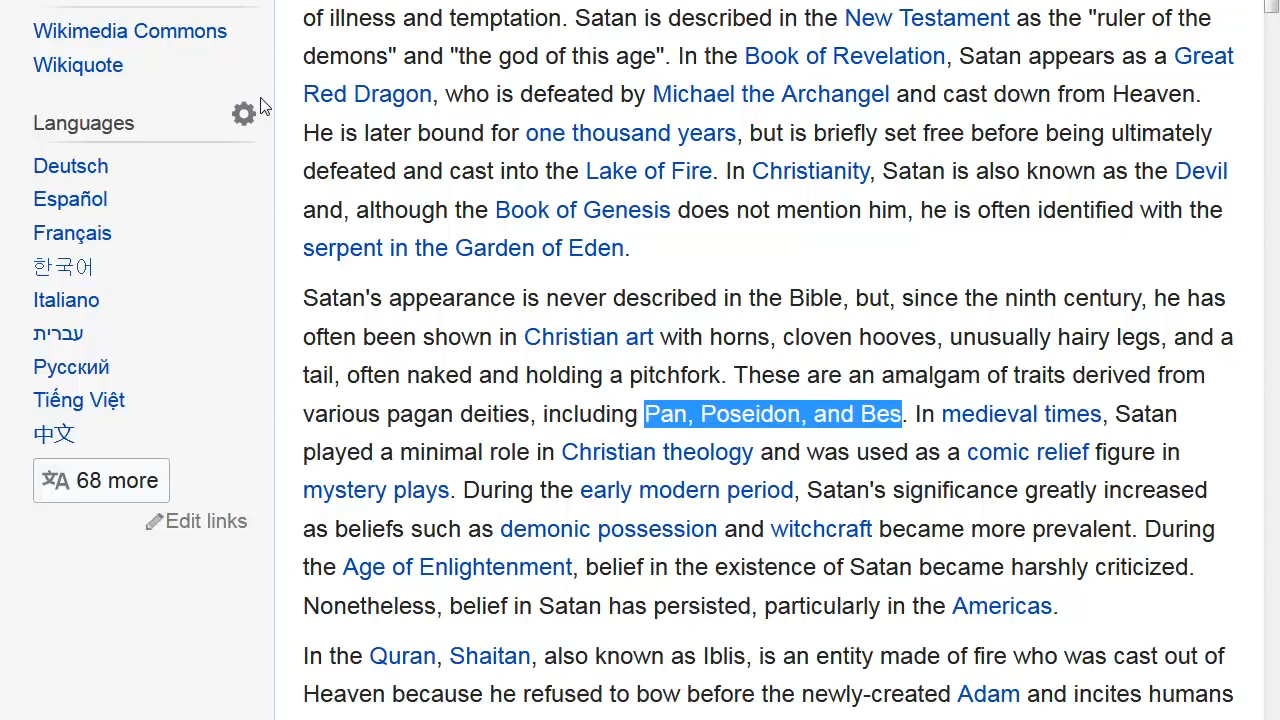 Wikimedia Commons
Wikiquote
Languages
Deutsch
Español
Français
한국어
Italiano
עברית
Русский
Tiếng Việt
中文
68 more
Edit links
of illness and temptation. Satan is described in the New Testament as the "ruler of the
demons" and "the god of this age". In the Book of Revelation, Satan appears as a Great
Red Dragon, who is defeated by Michael the Archangel and cast down from Heaven.
He is later bound for one thousand years, but is briefly set free before being ultimately
defeated and cast into the Lake of Fire. In Christianity, Satan is also known as the Devil
and, although the Book of Genesis does not mention him, he is often identified with the
serpent in the Garden of Eden.
Satan's appearance is never described in the Bible, but, since the ninth century, he has
often been shown in Christian art with horns, cloven hooves, unusually hairy legs, and a
tail, often naked and holding a pitchfork. These are an amalgam of traits derived from
various pagan deities, including Pan, Poseidon, and Bes. In medieval times, Satan
played a minimal role in Christian theology and was used as a comic relief figure in
mystery plays. During the early modern period, Satan's significance greatly increased
as beliefs such as demonic possession and witchcraft became more prevalent. During
the Age of Enlightenment, belief in the existence of Satan became harshly criticized.
Nonetheless, belief in Satan has persisted, particularly in the Americas.
In the Quran, Shaitan, also known as Iblis, is an entity made of fire who was cast out of
Heaven because he refused to bow before the newly-created Adam and incites humans